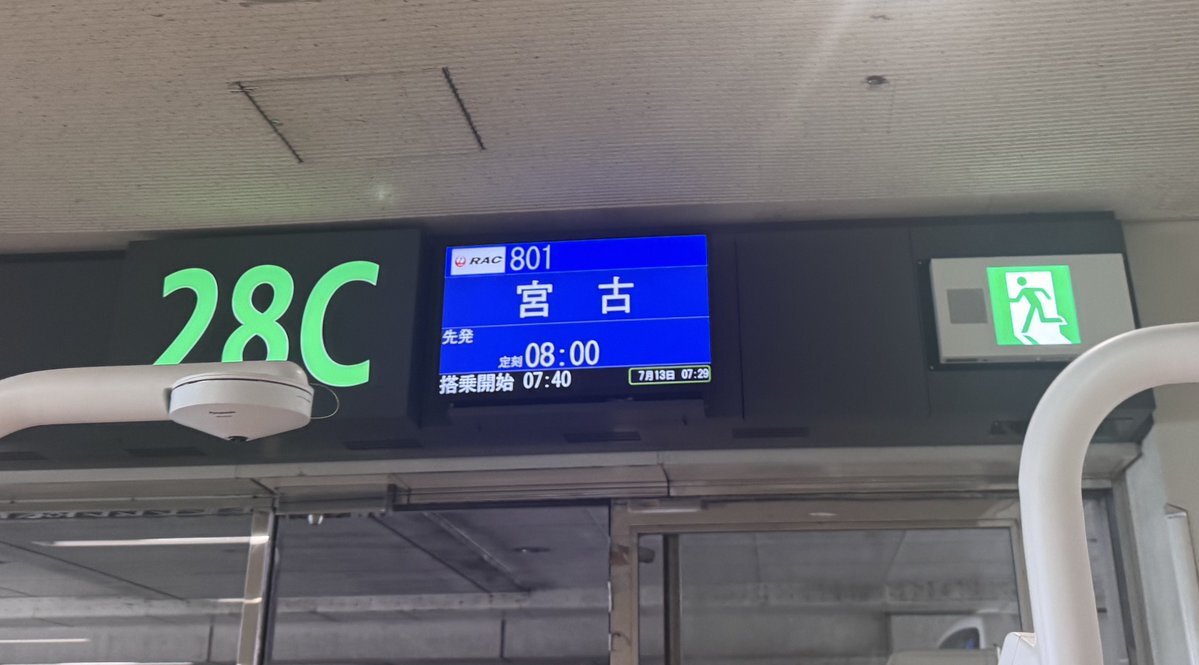 28C
RAC 801
宮 古
先発
定刻 08:00
搭乗開始 07:40
7月13日 07:29